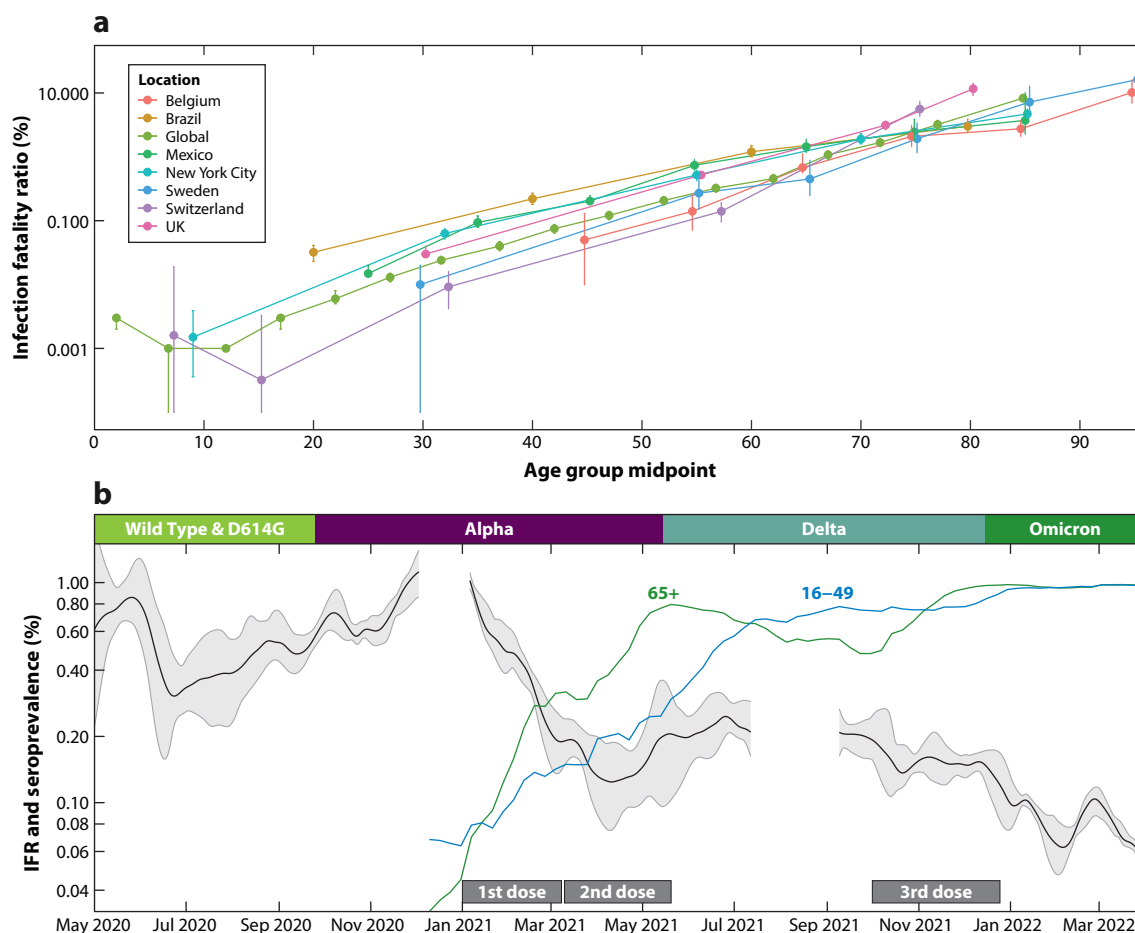 a
Infection fatality ratio (%)
10.000
0.100
0.001
Location
Belgium
Brazil
Global
Mexico
New York City
Sweden
Switzerland
UK
0 10 20 30 40 50 60 70 80 90
Age group midpoint
b
Wild Type & D614G Alpha Delta Omicron
IFR and seroprevalence (%)
1.00
0.80
0.60
0.40
0.20
0.10
0.08
0.06
0.04
65+ 16–49
1st dose 2nd dose 3rd dose
May 2020 Jul 2020 Sep 2020 Nov 2020 Jan 2021 Mar 2021 May 2021 Jul 2021 Sep 2021 Nov 2021 Jan 2022 Mar 2022